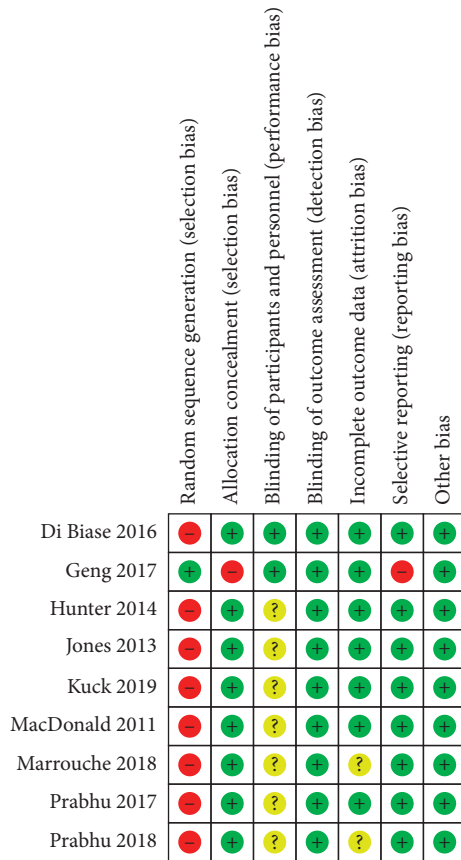 Random sequence generation (selection bias)
Allocation concealment (selection bias)
Blinding of participants and personnel (performance bias)
Blinding of outcome assessment (detection bias)
Incomplete outcome data (attrition bias)
Selective reporting (reporting bias)
Other bias
Di Biase 2016 – + + + + + +
Geng 2017 + – + + + – +
Hunter 2014 – + ? + + + +
Jones 2013 – + ? + + + +
Kuck 2019 – + ? + + + +
MacDonald 2011 – + ? + + + +
Marrouche 2018 – + ? + ? + +
Prabhu 2017 – + ? + + + +
Prabhu 2018 – + ? + ? + +